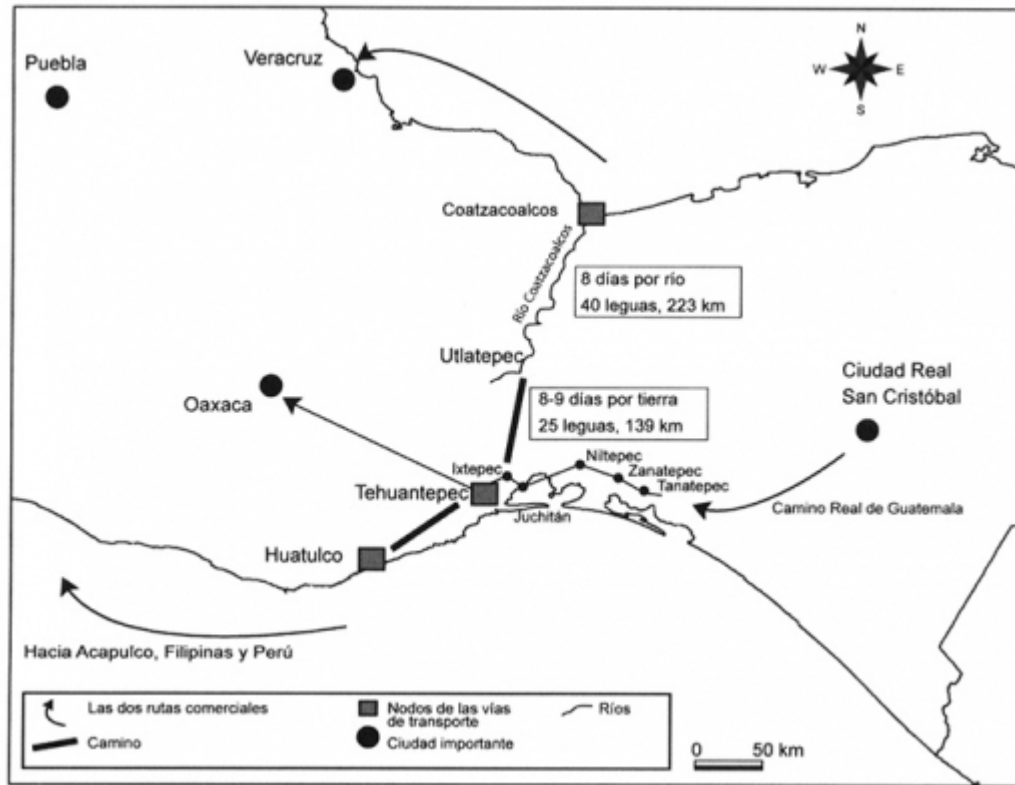 Puebla
Veracruz
N
W
E
S
Coatzacoalcos
Río Coatzacoalcos
8 días por río
40 leguas, 223 km
Utlatepec
Ciudad Real
San Cristóbal
Oaxaca
8-9 días por tierra
25 leguas, 139 km
Ixtepec
Niltepec
Zanatepec
Tanatepec
Tehuantepec
Juchitán
Camino Real de Guatemala
Huatulco
Hacia Acapulco, Filipinas y Perú
Las dos rutas comerciales
Camino
Nodos de las vías
de transporte
Ciudad importante
Ríos
0 50 km